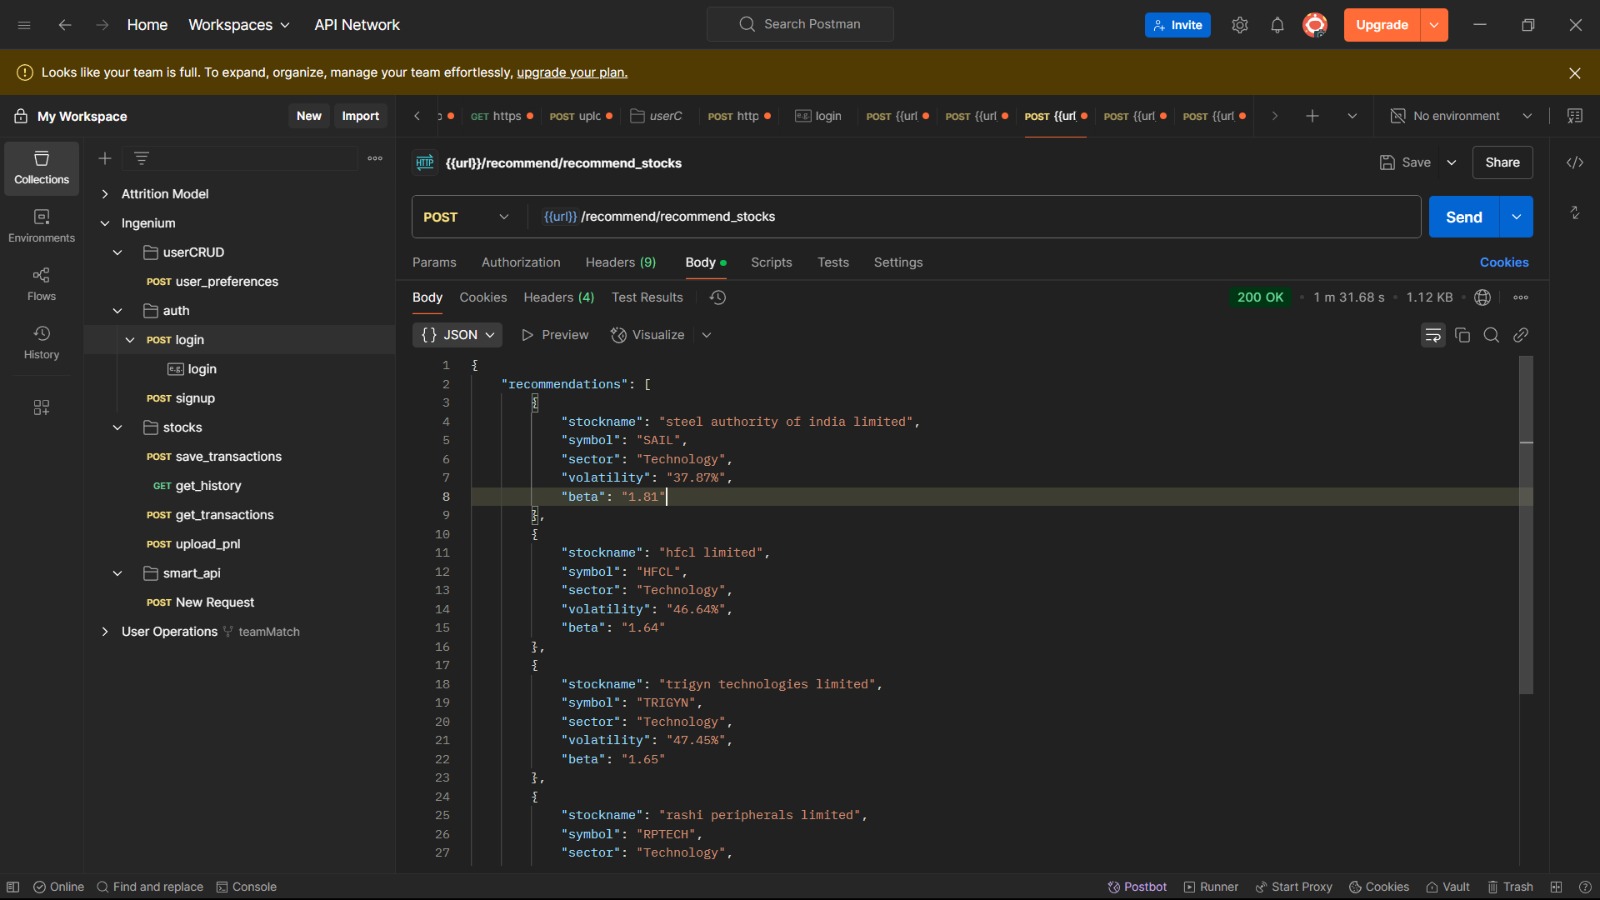 Home Workspaces API Network Search Postman Invite Upgrade
Looks like your team is full. To expand, organize, manage your team effortlessly, upgrade your plan.
My Workspace New Import
GET https POST uplc userC POST http e.g. login POST {{url POST {{url POST {{url POST {{url POST {{url No environment
HTTP {{url}}/recommend/recommend_stocks Save Share
POST {{url}} /recommend/recommend_stocks Send
Params Authorization Headers (9) Body Scripts Tests Settings Cookies
Body Cookies Headers (4) Test Results 200 OK 1 m 31.68 s 1.12 KB
{} JSON Preview Visualize
Collections
Environments
Flows
History
Attrition Model
Ingenium
userCRUD
POST user_preferences
auth
POST login
e.g. login
POST signup
stocks
POST save_transactions
GET get_history
POST get_transactions
POST upload_pnl
smart_api
POST New Request
User Operations teamMatch
1 {
2 "recommendations": [
3 {
4 "stockname": "steel authority of india limited",
5 "symbol": "SAIL",
6 "sector": "Technology",
7 "volatility": "37.87%",
8 "beta": "1.81"
9 },
10 {
11 "stockname": "hfcl limited",
12 "symbol": "HFCL",
13 "sector": "Technology",
14 "volatility": "46.64%",
15 "beta": "1.64"
16 },
17 {
18 "stockname": "trigyn technologies limited",
19 "symbol": "TRIGYN",
20 "sector": "Technology",
21 "volatility": "47.45%",
22 "beta": "1.65"
23 },
24 {
25 "stockname": "rashi peripherals limited",
26 "symbol": "RPTECH",
27 "sector": "Technology",
Online Find and replace Console Postbot Runner Start Proxy Cookies Vault Trash